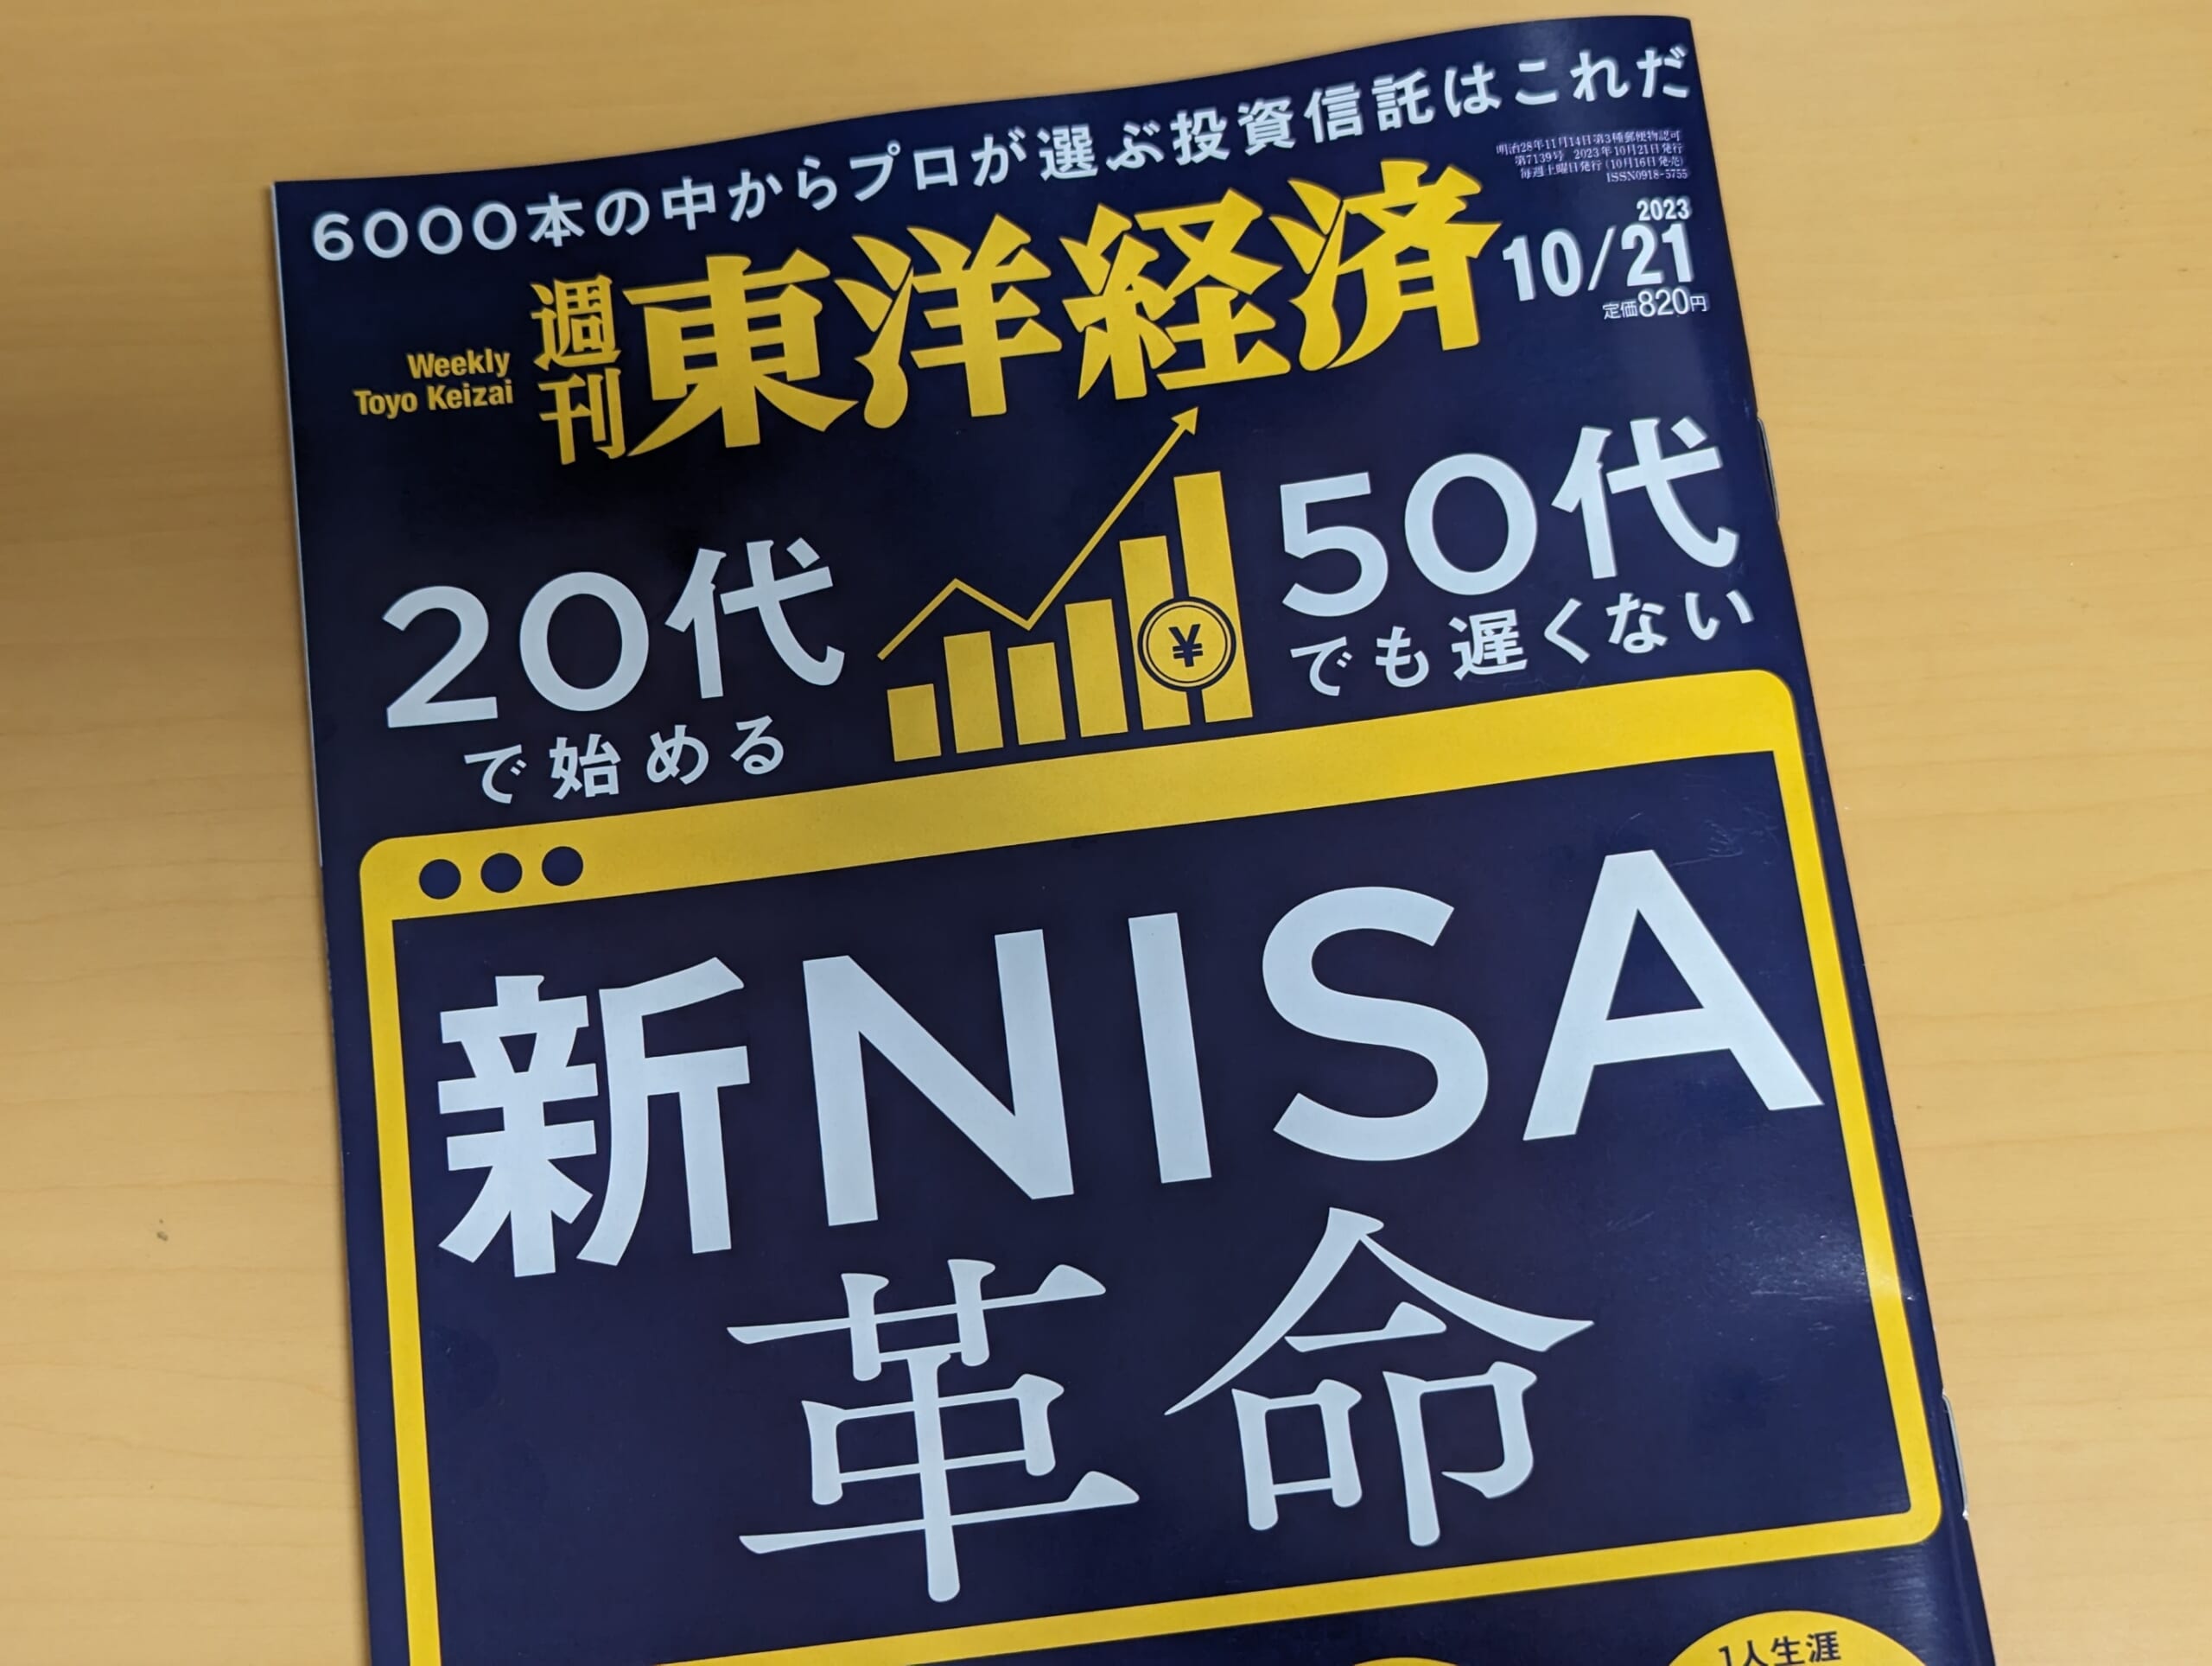 6000本の中からプロが選ぶ投資信託はこれだ
明治28年11月14日第3種郵便物認可
第7139号 2023年10月21日発行
毎週土曜日発行(10月16日発売)
ISSN0918-5755
Weekly
Toyo Keizai
週刊東洋経済
2023
10/21
定価820円
20代
で始める
50代
でも遅くない
¥
新NISA
革命
1人生涯